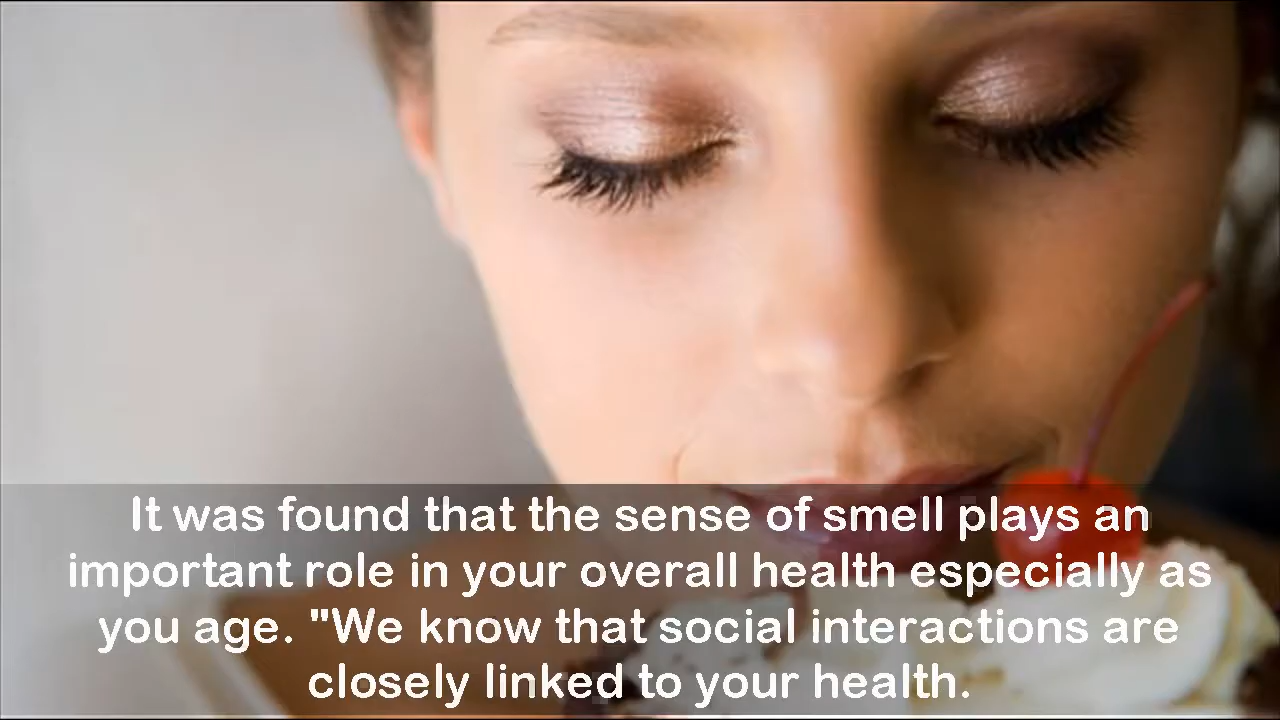 It was found that the sense of smell plays an
important role in your overall health especially as
you age. "We know that social interactions are
closely linked to your health.